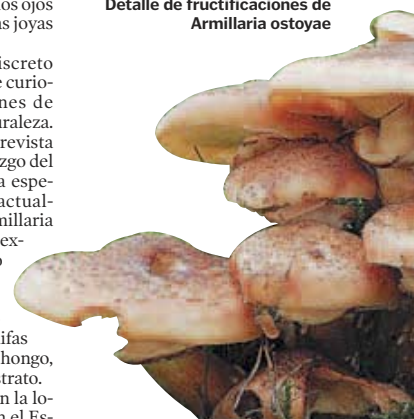 Detalle de fructificaciones de
Armillaria ostoyae
los ojos
as joyas
iscreto
e curio-
nes de
uraleza.
revista
zgo del
a espe-
actual-
millaria
ex-
o
ifas
hongo,
strato.
n la lo-
n el Es-